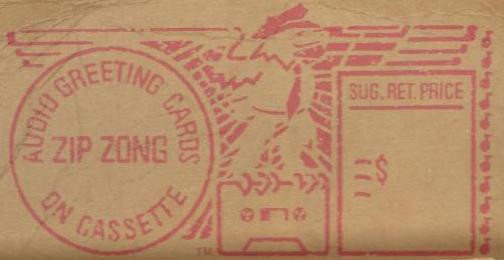 AUDIO GREETING CARDS
ZIP ZONG
ON CASSETTE
TM
SUG. RET. PRICE
$